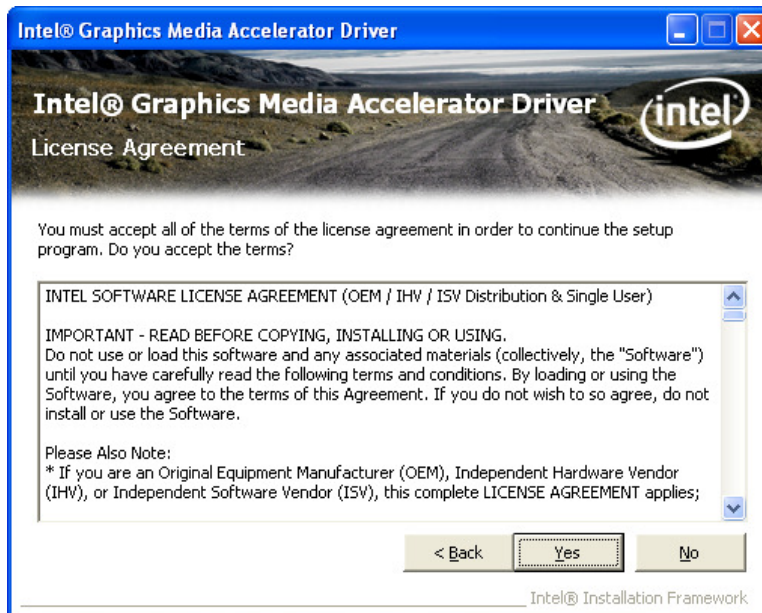 Intel® Graphics Media Accelerator Driver
Intel® Graphics Media Accelerator Driver
intel
License Agreement
You must accept all of the terms of the license agreement in order to continue the setup
program. Do you accept the terms?
INTEL SOFTWARE LICENSE AGREEMENT (OEM / IHV / ISV Distribution & Single User)
IMPORTANT - READ BEFORE COPYING, INSTALLING OR USING.
Do not use or load this software and any associated materials (collectively, the "Software")
until you have carefully read the following terms and conditions. By loading or using the
Software, you agree to the terms of this Agreement. If you do not wish to so agree, do not
install or use the Software.
Please Also Note:
* If you are an Original Equipment Manufacturer (OEM), Independent Hardware Vendor
(IHV), or Independent Software Vendor (ISV), this complete LICENSE AGREEMENT applies;
< Back Yes No
Intel® Installation Framework